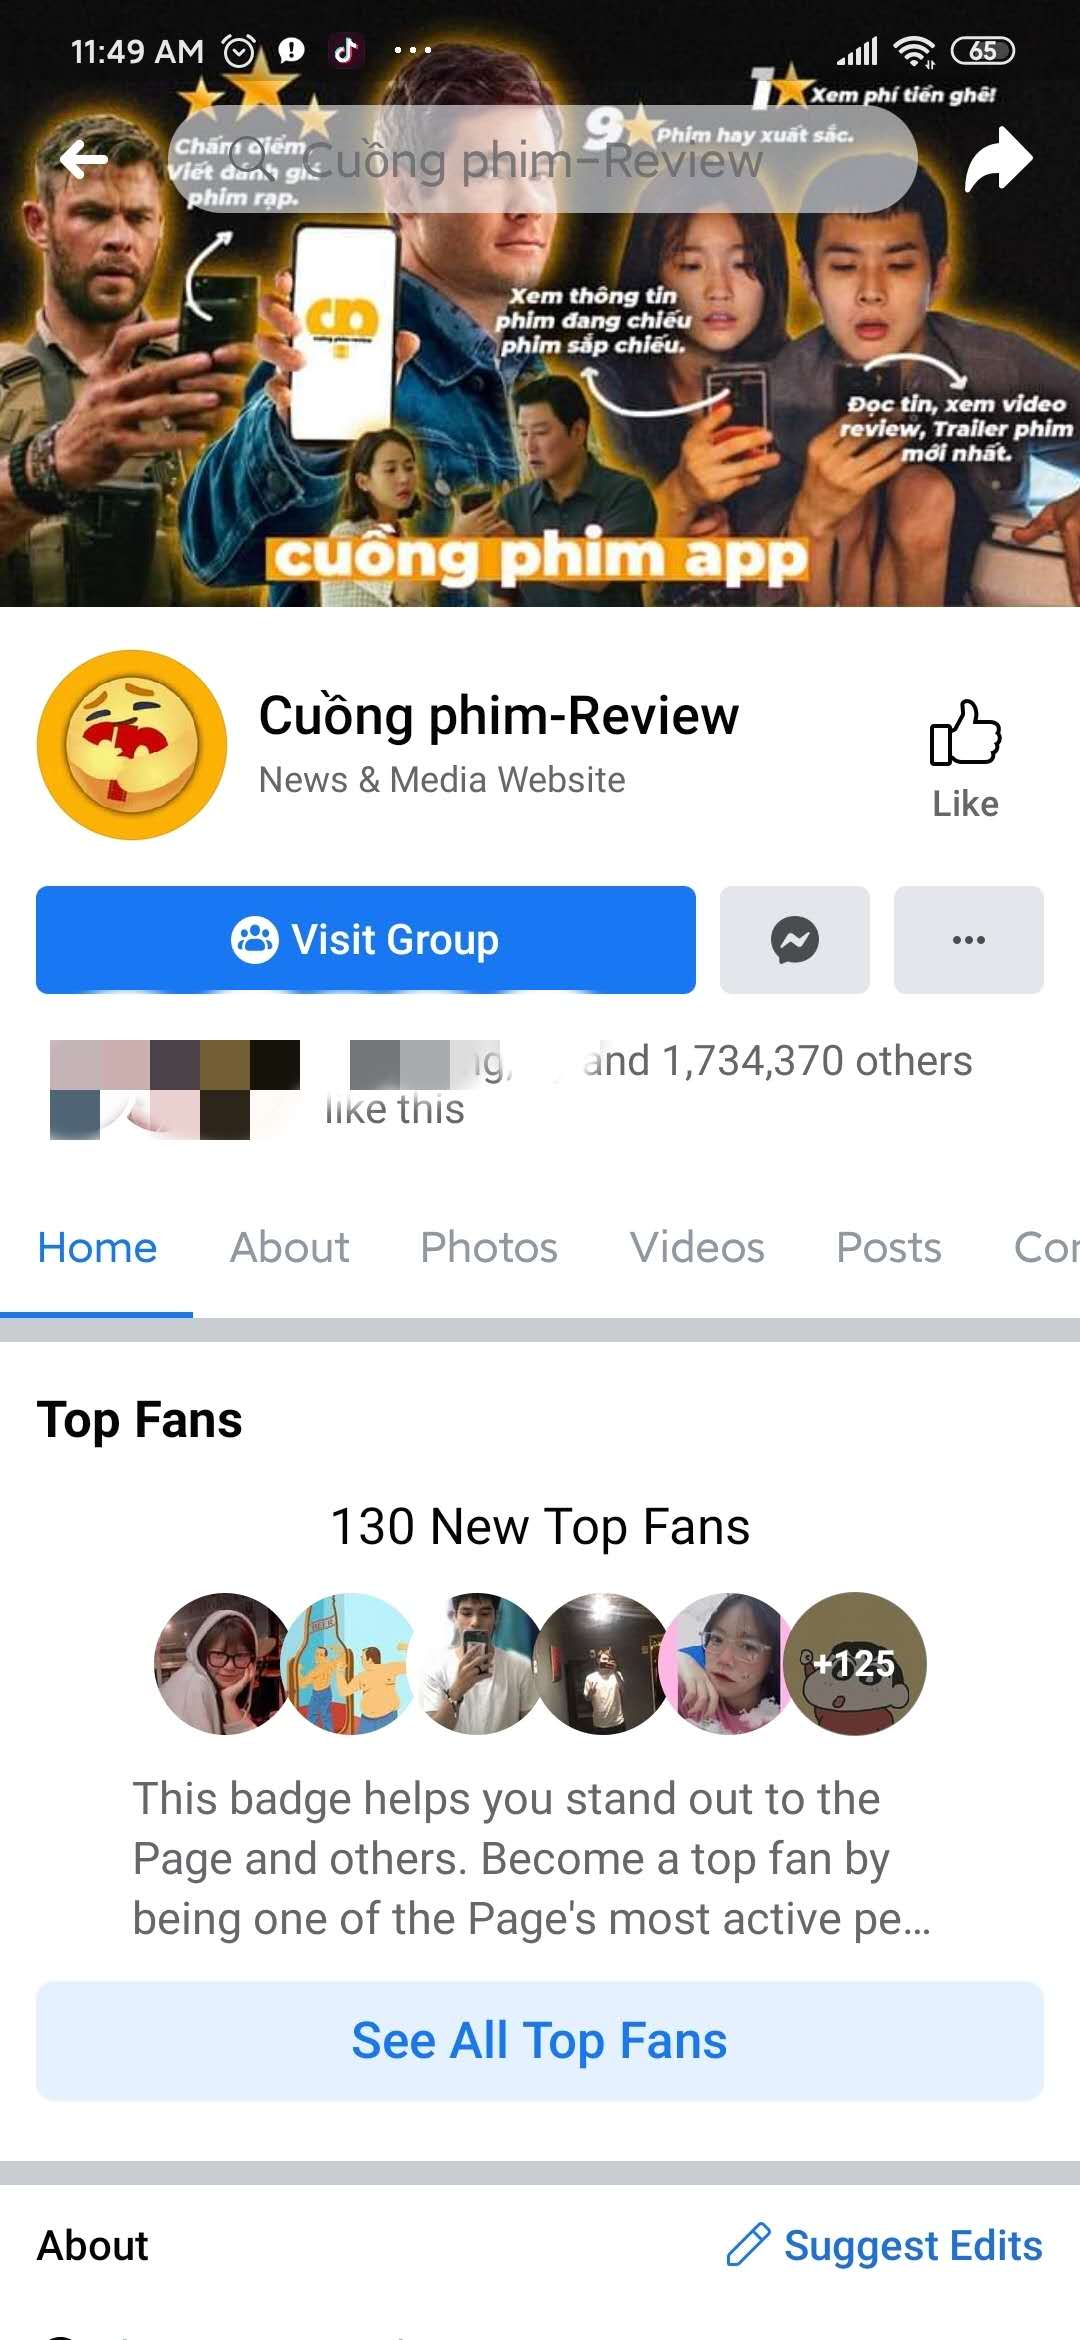 11:49 AM
65
1 Xem phí tiền ghê!
9 Phim hay xuất sắc.
Chấm điểm
Viết đánh giá
phim rạp.
Cuồng phim-Review
Xem thông tin
phim đang chiếu
phim sắp chiếu.
Đọc tin, xem video
review, Trailer phim
mới nhất.
cuồng phim app
Cuồng phim-Review
News & Media Website
Like
Visit Group
and 1,734,370 others
like this
Home About Photos Videos Posts
Top Fans
130 New Top Fans
+125
This badge helps you stand out to the
Page and others. Become a top fan by
being one of the Page's most active pe...
See All Top Fans
About
Suggest Edits